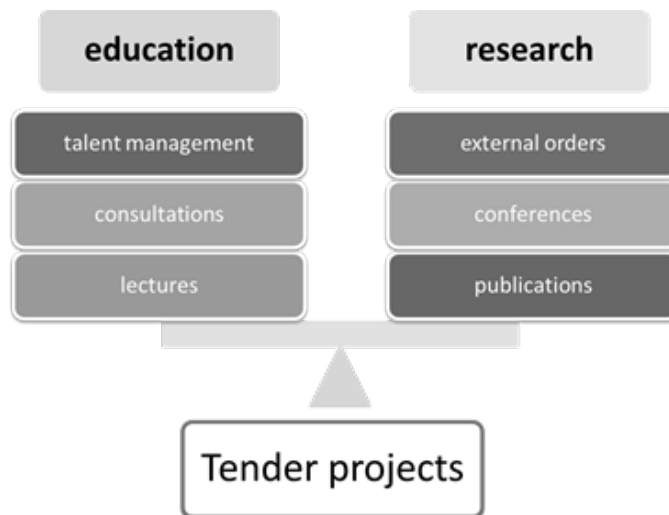 education
research
talent management
external orders
consultations
conferences
lectures
publications
Tender projects